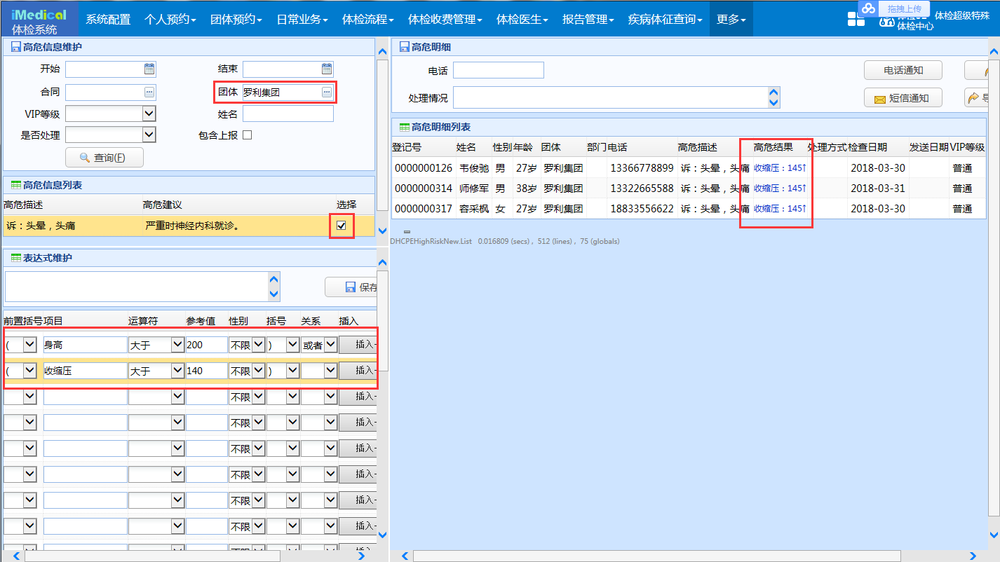 iMedical
体检系统
系统配置 个人预约 团体预约 日常业务 体检流程 体检收费管理 体检医生 报告管理 疾病体征查询 更多
拖拽上传
体检超级特殊
体检中心
高危信息维护
开始 结束
合同 团体 罗利集团
VIP等级 姓名
是否处理 包含上报
查询(F)
高危信息列表
高危描述 高危建议 选择
诉：头晕，头痛 严重时神经内科就诊。
表达式维护
保存
前置括号 项目 运算符 参考值 性别 括号 关系 插入
( 身高 大于 200 不限 ) 或者 插入
( 收缩压 大于 140 不限 ) 插入
不限 插入
不限 插入
不限 插入
不限 插入
不限 插入
不限 插入
高危明细
电话 电话通知
处理情况 短信通知
高危明细列表
登记号 姓名 性别 年龄 团体 部门 电话 高危描述 高危结果 处理方式 检查日期 发送日期 VIP等级
0000000126 韦俊驰 男 27岁 罗利集团 13366778899 诉：头晕，头痛 收缩压：145↑ 2018-03-30 普通
0000000314 师修军 男 38岁 罗利集团 13322665588 诉：头晕，头痛 收缩压：145↑ 2018-03-31 普通
0000000317 容采枫 女 27岁 罗利集团 18833556622 诉：头晕，头痛 收缩压：145↑ 2018-03-30 普通
DHCPEHighRiskNew.List 0.016809 (secs) , 512 (lines) , 75 (globals)